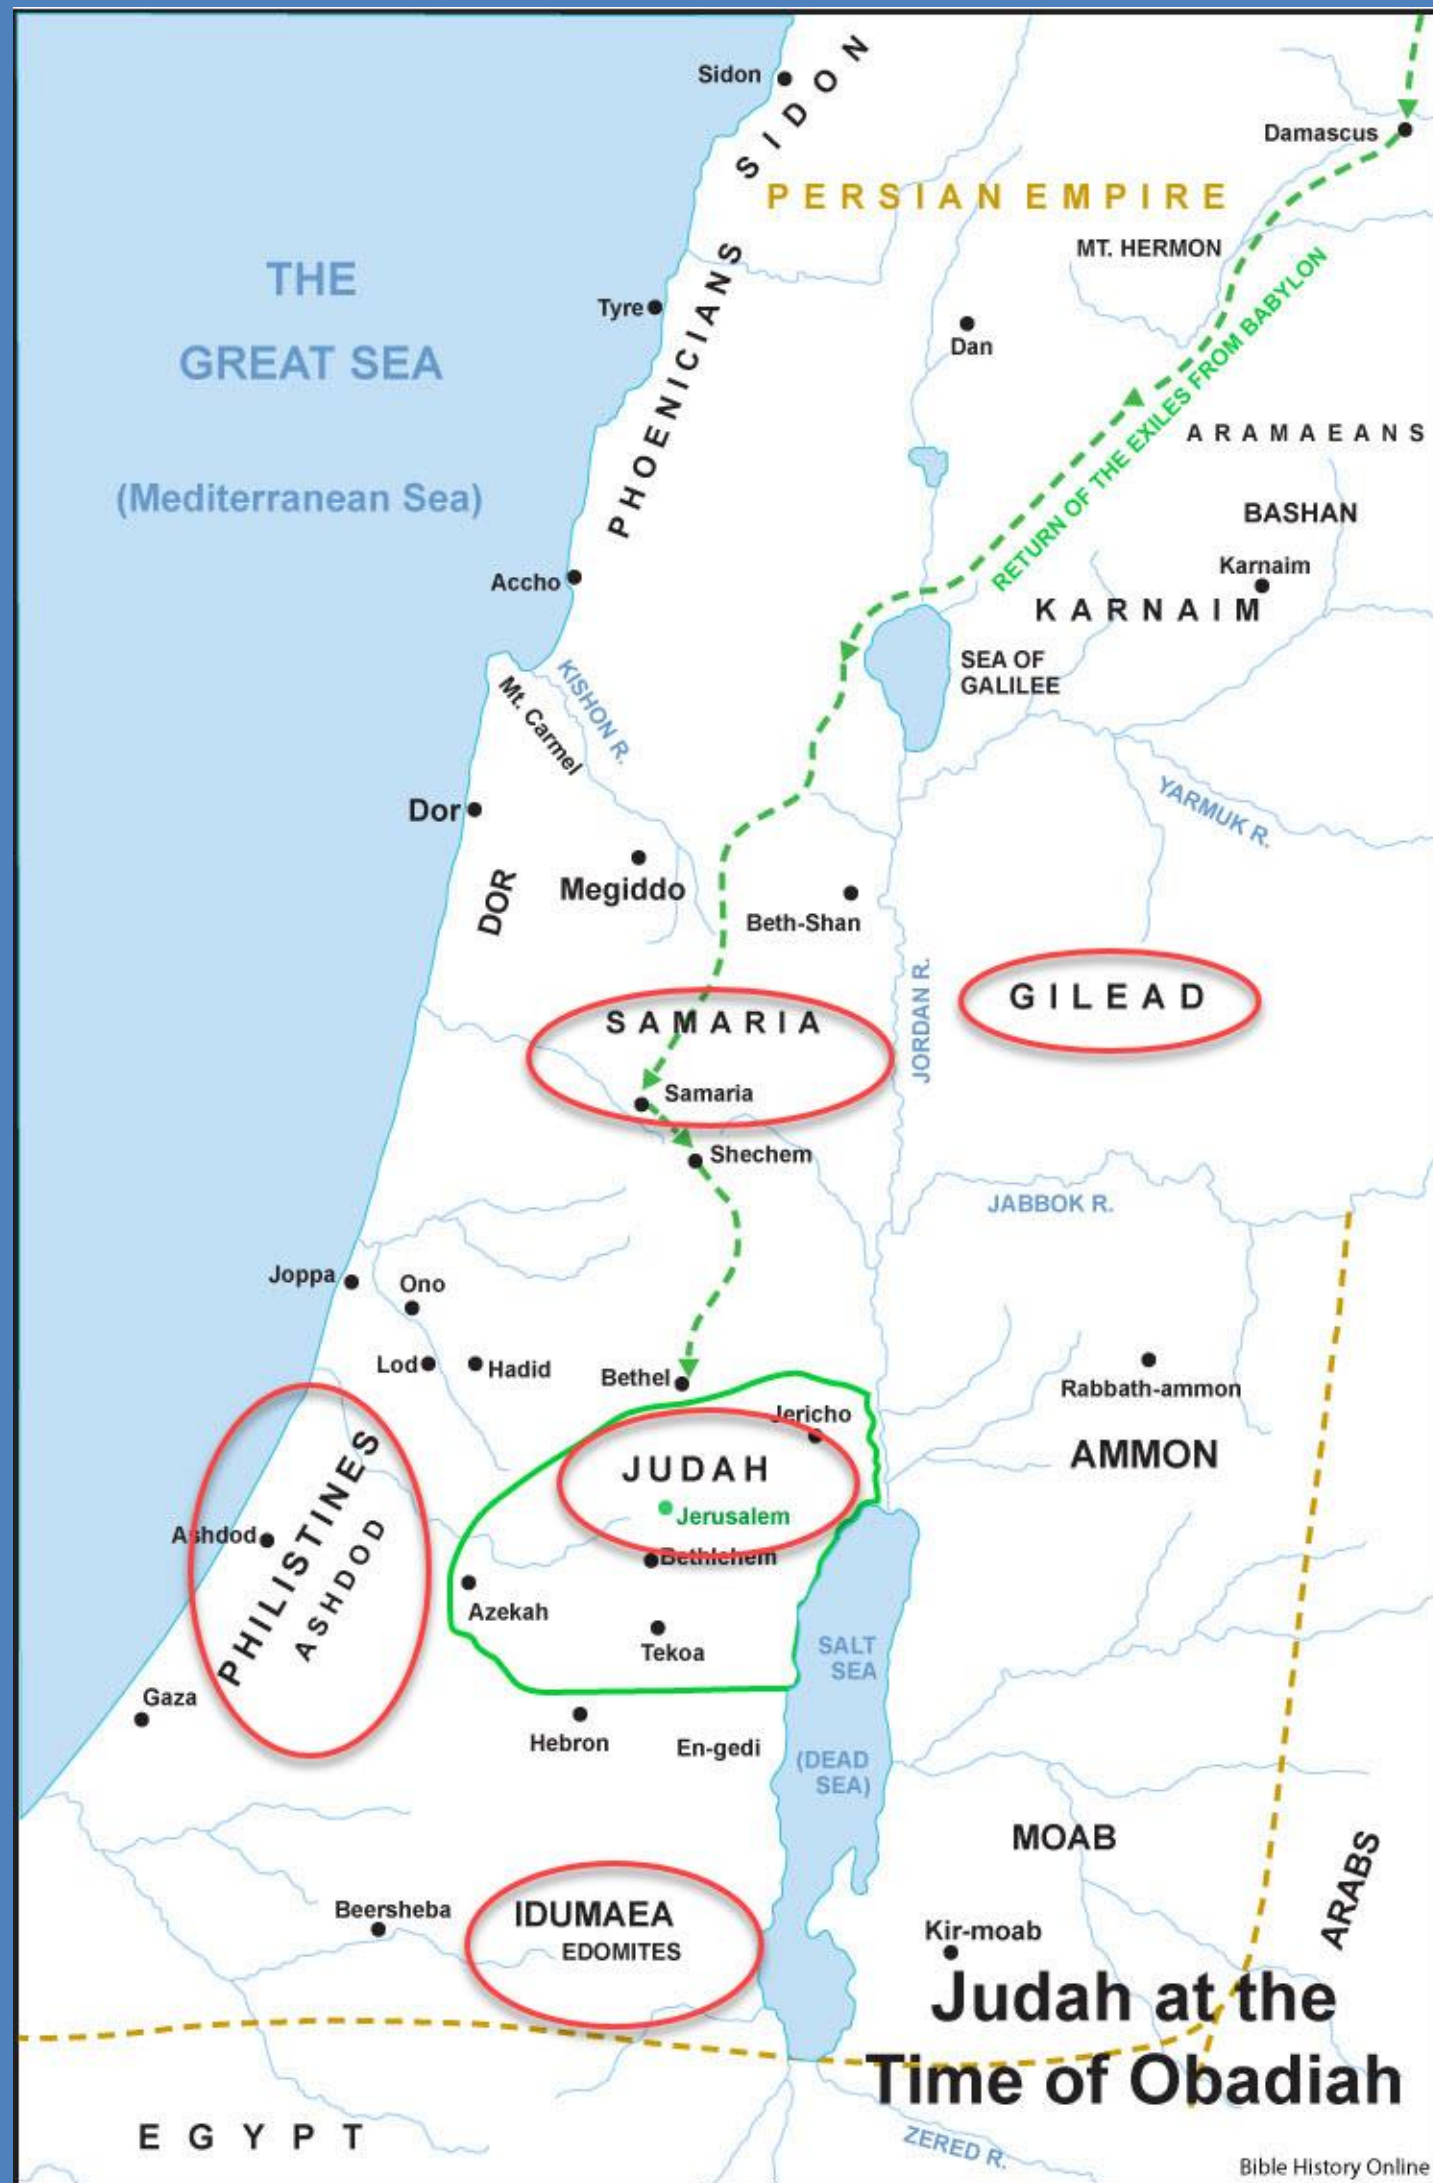 Sidon
SIDON
Damascus
PERSIAN EMPIRE
MT. HERMON
THE
GREAT SEA
(Mediterranean Sea)
Tyre
PHOENICIANS
Dan
RETURN OF THE EXILES FROM BABYLON
ARAMAEANS
BASHAN
Karnaim
KARNAIM
Accho
SEA OF
GALILEE
KISHON R.
Mt. Carmel
YARMUK R.
Dor
DOR
Megiddo
Beth-Shan
JORDAN R.
GILEAD
SAMARIA
Samaria
Shechem
JABBOK R.
Joppa
Ono
Lod
Hadid
Bethel
Rabbath-ammon
Jericho
AMMON
JUDAH
Jerusalem
Bethlehem
Ashdod
PHILISTINES
ASHDOD
Azekah
Tekoa
SALT
SEA
Gaza
Hebron
En-gedi
(DEAD
SEA)
MOAB
ARABS
Beersheba
IDUMAEA
EDOMITES
Kir-moab
Judah at the
Time of Obadiah
EGYPT
ZERED R.
Bible History Online